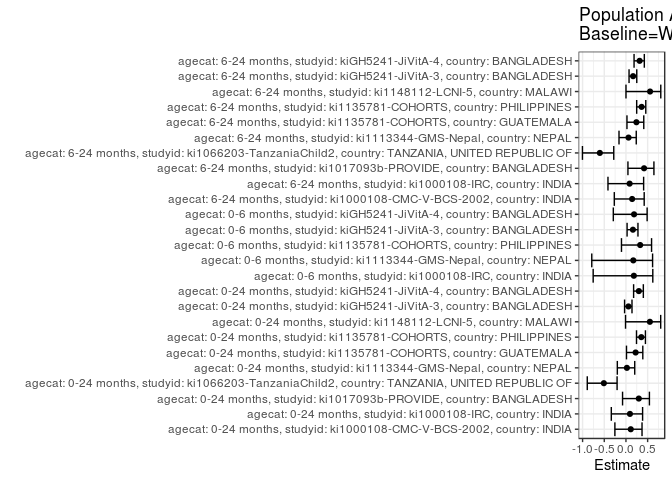 Population A
Baseline=W
agecat: 6-24 months, studyid: kiGH5241-JiVitA-4, country: BANGLADESH
agecat: 6-24 months, studyid: kiGH5241-JiVitA-3, country: BANGLADESH
agecat: 6-24 months, studyid: ki1148112-LCNI-5, country: MALAWI
agecat: 6-24 months, studyid: ki1135781-COHORTS, country: PHILIPPINES
agecat: 6-24 months, studyid: ki1135781-COHORTS, country: GUATEMALA
agecat: 6-24 months, studyid: ki1113344-GMS-Nepal, country: NEPAL
agecat: 6-24 months, studyid: ki1066203-TanzaniaChild2, country: TANZANIA, UNITED REPUBLIC OF
agecat: 6-24 months, studyid: ki1017093b-PROVIDE, country: BANGLADESH
agecat: 6-24 months, studyid: ki1000108-IRC, country: INDIA
agecat: 6-24 months, studyid: ki1000108-CMC-V-BCS-2002, country: INDIA
agecat: 0-6 months, studyid: kiGH5241-JiVitA-4, country: BANGLADESH
agecat: 0-6 months, studyid: kiGH5241-JiVitA-3, country: BANGLADESH
agecat: 0-6 months, studyid: ki1135781-COHORTS, country: PHILIPPINES
agecat: 0-6 months, studyid: ki1113344-GMS-Nepal, country: NEPAL
agecat: 0-6 months, studyid: ki1000108-IRC, country: INDIA
agecat: 0-24 months, studyid: kiGH5241-JiVitA-4, country: BANGLADESH
agecat: 0-24 months, studyid: kiGH5241-JiVitA-3, country: BANGLADESH
agecat: 0-24 months, studyid: ki1148112-LCNI-5, country: MALAWI
agecat: 0-24 months, studyid: ki1135781-COHORTS, country: PHILIPPINES
agecat: 0-24 months, studyid: ki1135781-COHORTS, country: GUATEMALA
agecat: 0-24 months, studyid: ki1113344-GMS-Nepal, country: NEPAL
agecat: 0-24 months, studyid: ki1066203-TanzaniaChild2, country: TANZANIA, UNITED REPUBLIC OF
agecat: 0-24 months, studyid: ki1017093b-PROVIDE, country: BANGLADESH
agecat: 0-24 months, studyid: ki1000108-IRC, country: INDIA
agecat: 0-24 months, studyid: ki1000108-CMC-V-BCS-2002, country: INDIA
-1.0 -0.5 0.0 0.5
Estimate